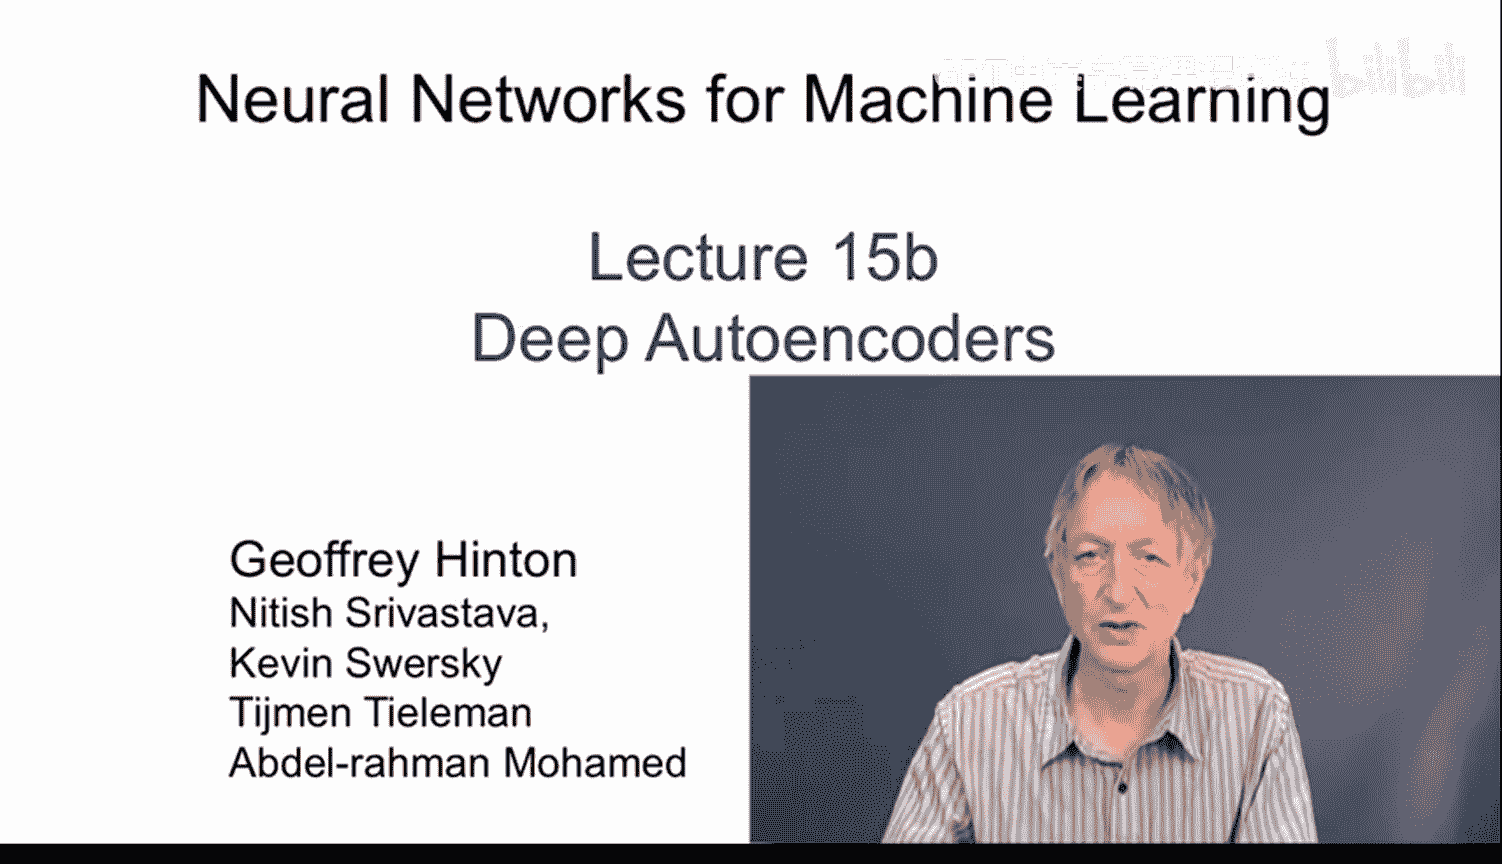 Neural Networks for Machine Learning
bilibili
Lecture 15b
Deep Autoencoders
Geoffrey Hinton
Nitish Srivastava,
Kevin Swersky
Tijmen Tieleman
Abdel-rahman Mohamed